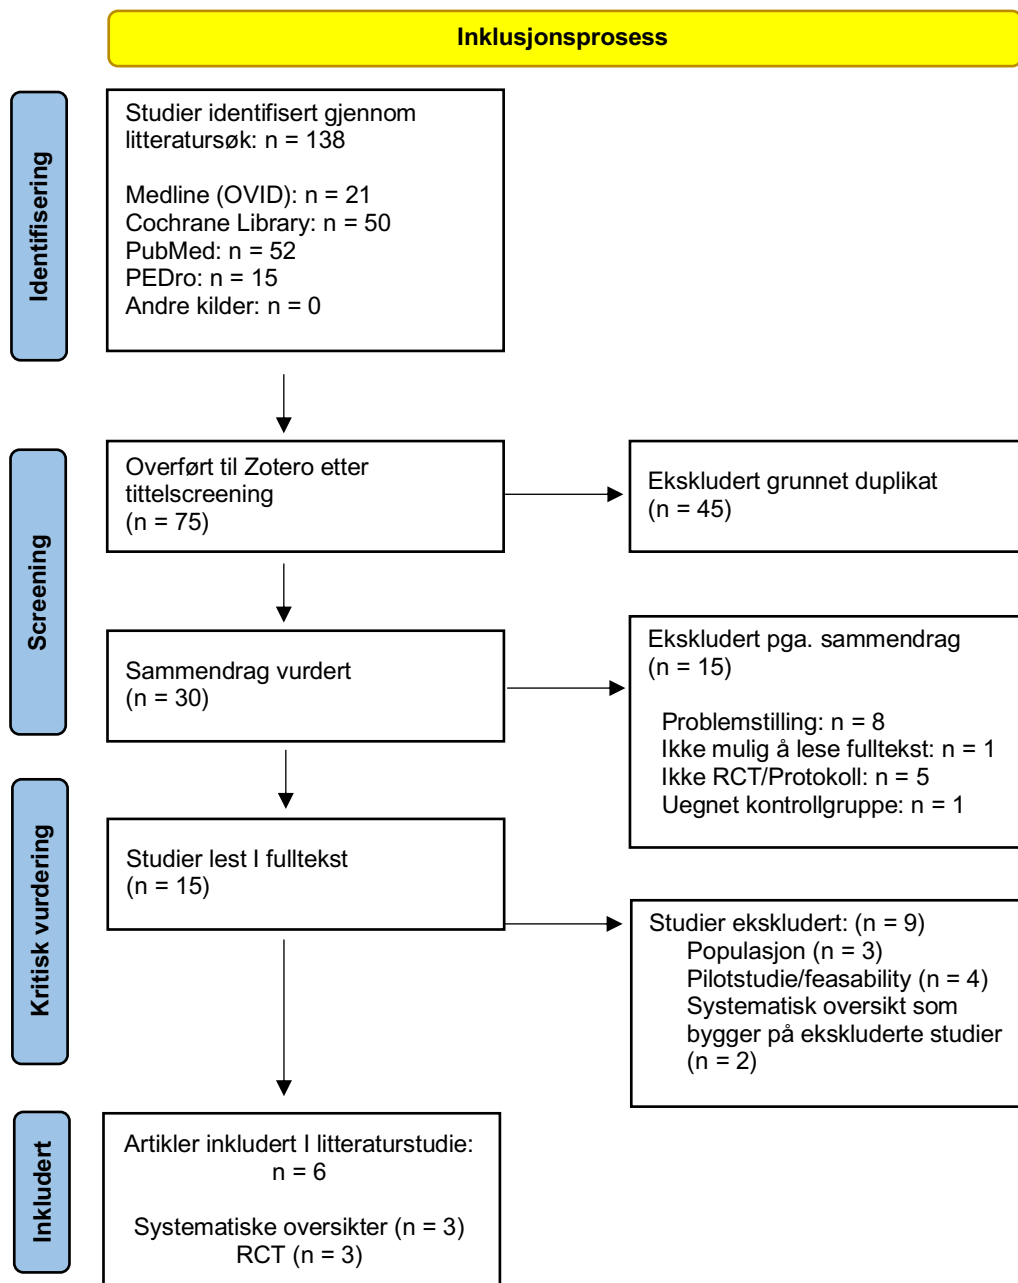 Inklusjonsprosess
Identifisering
Studier identifisert gjennom
litteratursøk: n = 138
Medline (OVID): n = 21
Cochrane Library: n = 50
PubMed: n = 52
PEDro: n = 15
Andre kilder: n = 0
Screening
Overført til Zotero etter
tittelscreening
(n = 75)
Ekskludert grunnet duplikat
(n = 45)
Sammendrag vurdert
(n = 30)
Ekskludert pga. sammendrag
(n = 15)
Problemstilling: n = 8
Ikke mulig å lese fulltekst: n = 1
Ikke RCT/Protokoll: n = 5
Uegnet kontrollgruppe: n = 1
Kritisk vurdering
Studier lest I fulltekst
(n = 15)
Studier ekskludert: (n = 9)
Populasjon (n = 3)
Pilotstudie/feasability (n = 4)
Systematisk oversikt som
bygger på ekskluderte studier
(n = 2)
Inkludert
Artikler inkludert I litteraturstudie:
n = 6
Systematiske oversikter (n = 3)
RCT (n = 3)